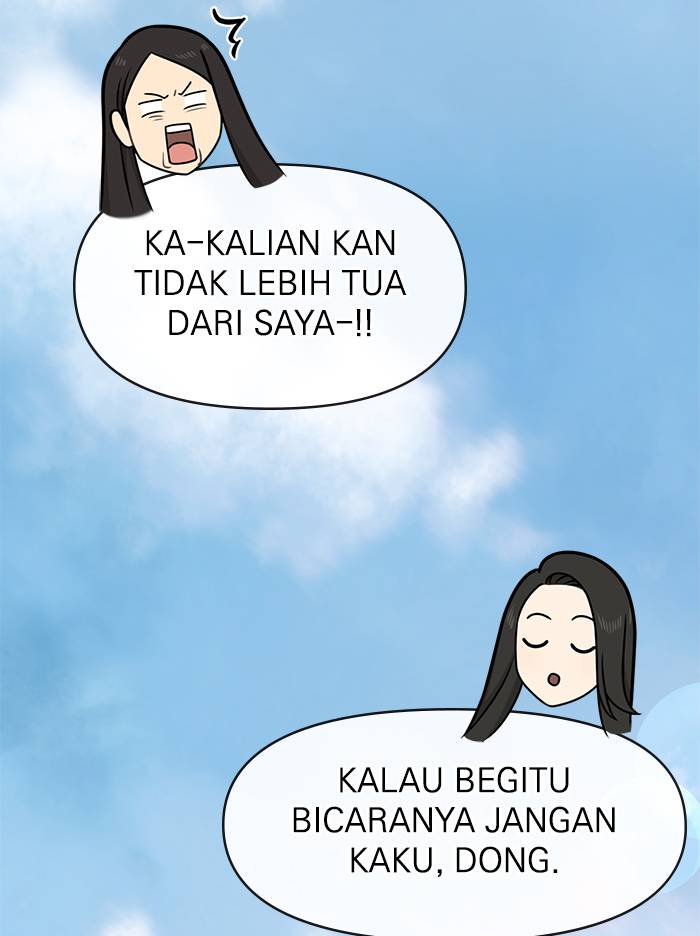 KA-KALIAN KAN
TIDAK LEBIH TUA
DARI SAYA-!!
KALAU BEGITU
BICARANYA JANGAN
KAKU, DONG.